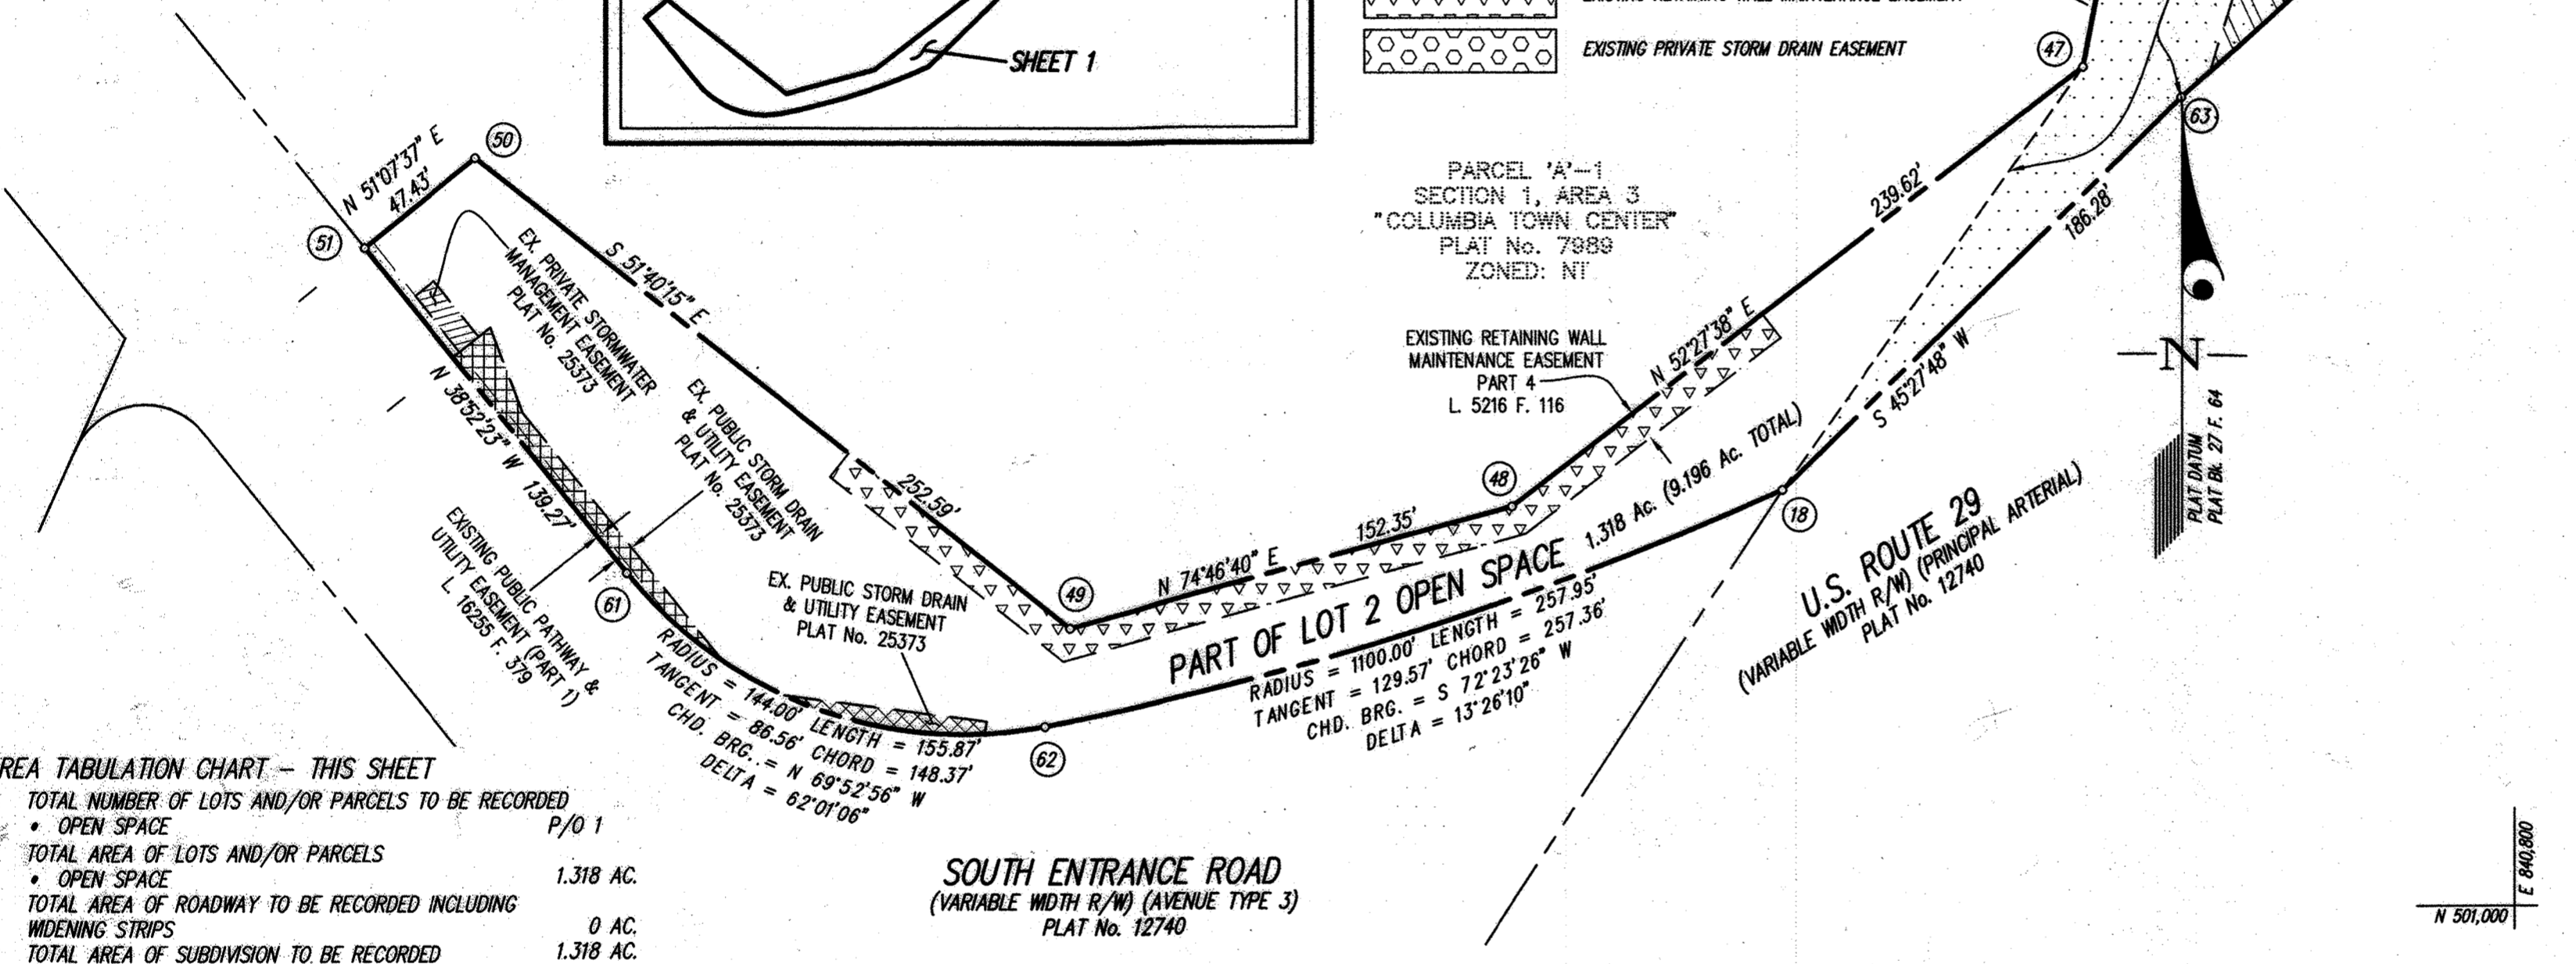 EXISTING RETAINING WALL MAINTENANCE EASEMENT
EXISTING PRIVATE STORM DRAIN EASEMENT
SHEET 1
47
63
50
51
N 51°07'37" E
47.43'
S 51°40'15" E
252.59'
EX. PRIVATE STORMWATER
MANAGEMENT EASEMENT
PLAT No. 25373
N 38°52'23" W 139.27'
EX. PUBLIC STORM DRAIN
& UTILITY EASEMENT
PLAT No. 25373
EXISTING PUBLIC PATHWAY &
UTILITY EASEMENT (PART 1)
L. 16255 F. 379
61
EX. PUBLIC STORM DRAIN
& UTILITY EASEMENT
PLAT No. 25373
49
N 74°46'40" E
152.35'
48
PARCEL 'A'-1
SECTION 1, AREA 3
"COLUMBIA TOWN CENTER"
PLAT No. 7989
ZONED: NT
EXISTING RETAINING WALL
MAINTENANCE EASEMENT
PART 4
L. 5216 F. 116
N 52°27'38" E
239.62'
186.28'
S 45°27'48" W
18
PART OF LOT 2 OPEN SPACE
1.318 Ac. (9.196 Ac. TOTAL)
RADIUS = 1100.00' LENGTH = 257.95'
TANGENT = 129.57' CHORD = 257.36'
CHD. BRG. = S 72°23'26" W
DELTA = 13°26'10"
RADIUS = 144.00' LENGTH = 155.87'
TANGENT = 86.56' CHORD = 148.37'
CHD. BRG.. = N 69°52'56" W
DELTA = 62°01'06"
62
U.S. ROUTE 29
(VARIABLE WIDTH R/W) (PRINCIPAL ARTERIAL)
PLAT No. 12740
N
PLAT DATUM
PLAT Bk. 27 F. 64
SOUTH ENTRANCE ROAD
(VARIABLE WIDTH R/W) (AVENUE TYPE 3)
PLAT No. 12740
REA TABULATION CHART - THIS SHEET
TOTAL NUMBER OF LOTS AND/OR PARCELS TO BE RECORDED
• OPEN SPACE P/O 1
TOTAL AREA OF LOTS AND/OR PARCELS
• OPEN SPACE 1.318 AC.
TOTAL AREA OF ROADWAY TO BE RECORDED INCLUDING
WIDENING STRIPS 0 AC.
TOTAL AREA OF SUBDIVISION TO BE RECORDED 1.318 AC.
N 501,000
E 840,800